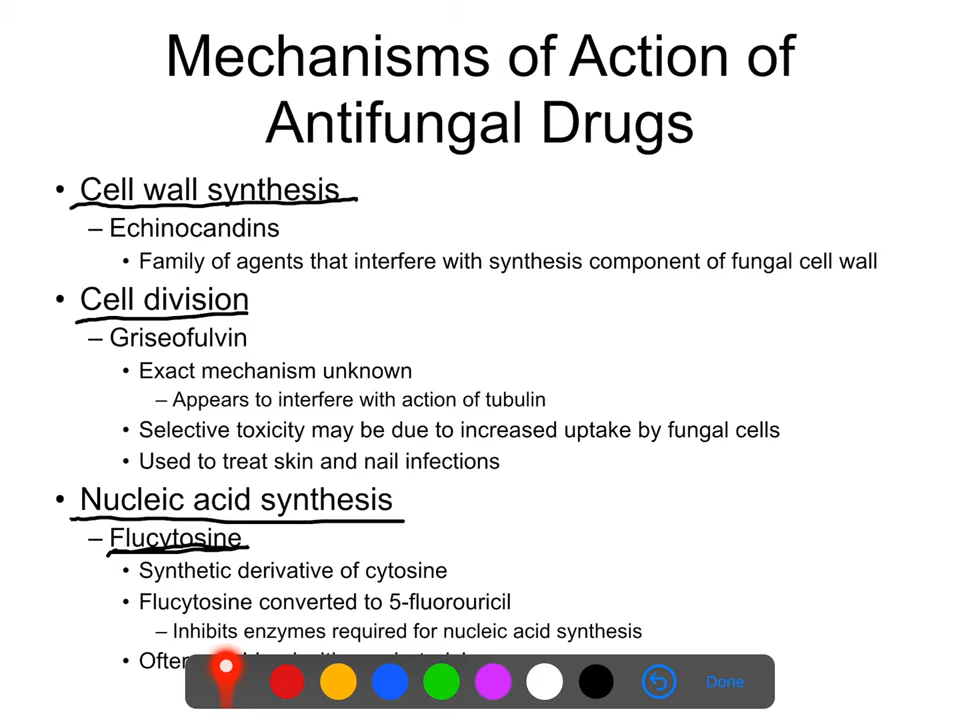 Mechanisms of Action of
Antifungal Drugs
• Cell wall synthesis
– Echinocandins
• Family of agents that interfere with synthesis component of fungal cell wall
• Cell division
– Griseofulvin
• Exact mechanism unknown
– Appears to interfere with action of tubulin
• Selective toxicity may be due to increased uptake by fungal cells
• Used to treat skin and nail infections
• Nucleic acid synthesis
– Flucytosine
• Synthetic derivative of cytosine
• Flucytosine converted to 5-fluorouricil
– Inhibits enzymes required for nucleic acid synthesis
Done